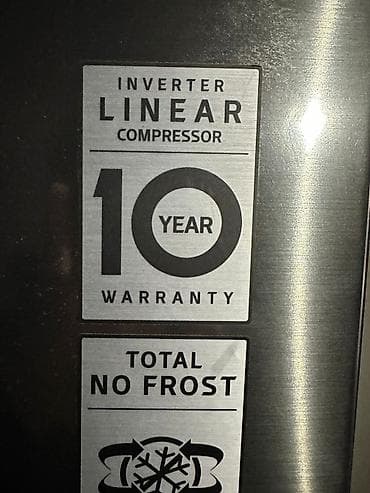 INVERTER
LINEAR
COMPRESSOR
10
YEAR
WARRANTY
TOTAL
NO FROST